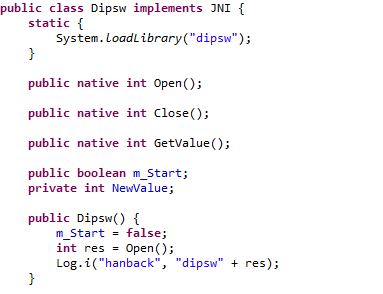 public class Dipsw implements JNI {
    static {
        System.loadLibrary("dipsw");
    }
    public native int Open();
    public native int Close();
    public native int GetValue();
    public boolean m_Start;
    private int NewValue;
    public Dipsw() {
        m_Start = false;
        int res = Open();
        Log.i("hanback", "dipsw" + res);
    }